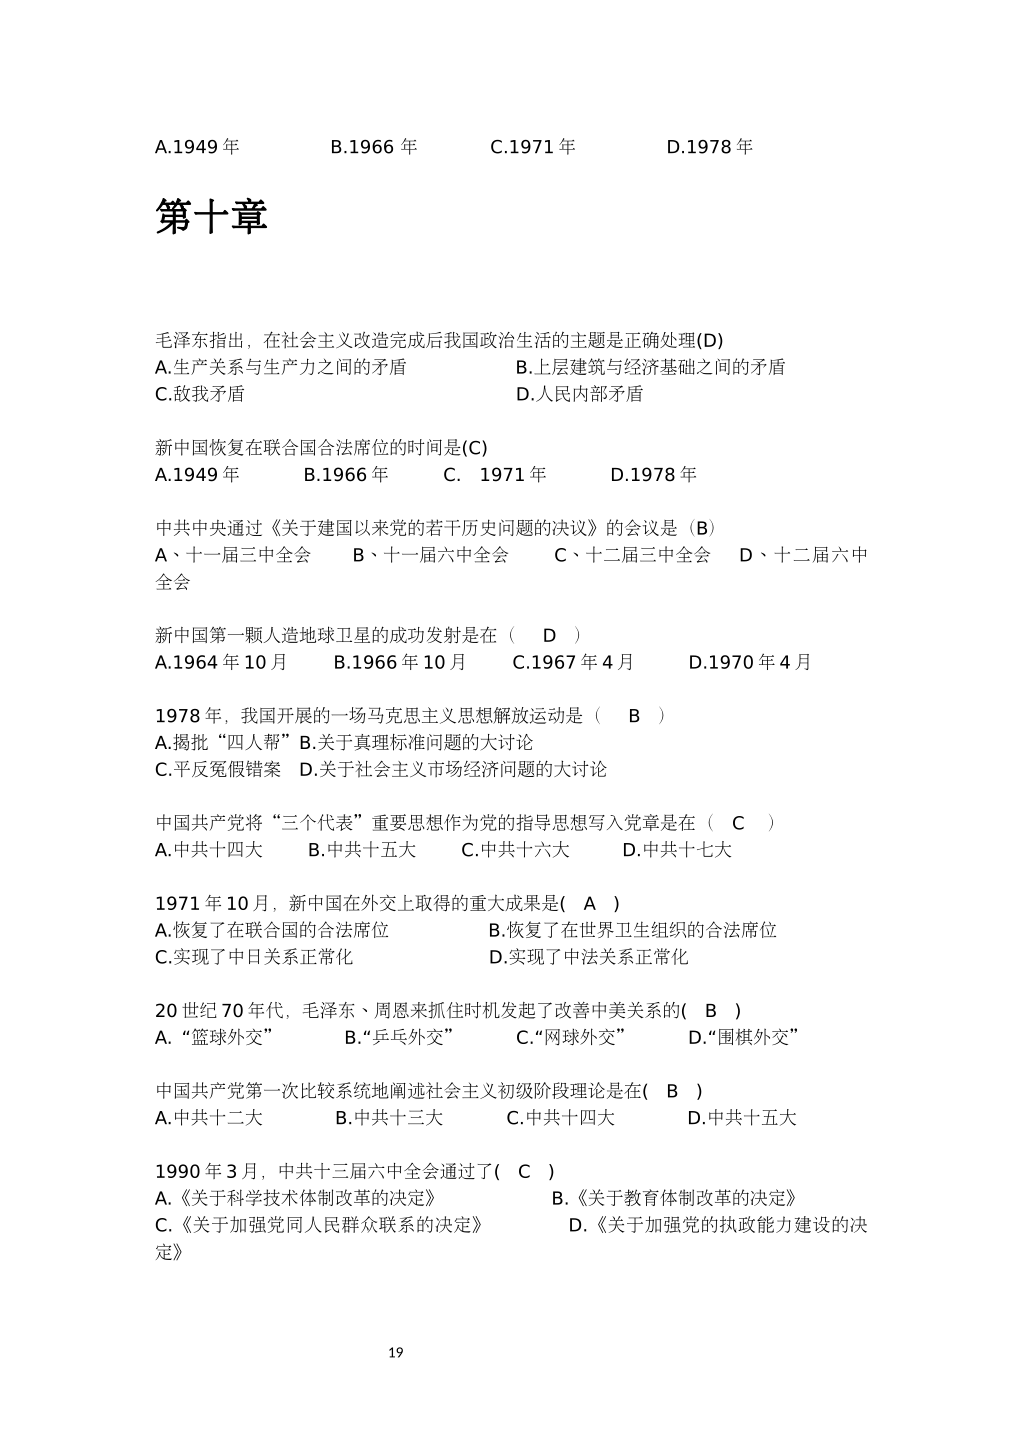 A.1949 年 B.1966 年 C.1971 年 D.1978 年
第十章
毛泽东指出，在社会主义改造完成后我国政治生活的主题是正确处理(D)
A.生产关系与生产力之间的矛盾 B.上层建筑与经济基础之间的矛盾
C.敌我矛盾 D.人民内部矛盾
新中国恢复在联合国合法席位的时间是(C)
A.1949 年 B.1966 年 C. 1971 年 D.1978 年
中共中央通过《关于建国以来党的若干历史问题的决议》的会议是（B）
A、十一届三中全会 B、十一届六中全会 C、十二届三中全会 D、十二届六中
全会
新中国第一颗人造地球卫星的成功发射是在（ D ）
A.1964 年 10 月 B.1966 年 10 月 C.1967 年 4 月 D.1970 年 4 月
1978 年，我国开展的一场马克思主义思想解放运动是（ B ）
A.揭批“四人帮”B.关于真理标准问题的大讨论
C.平反冤假错案 D.关于社会主义市场经济问题的大讨论
中国共产党将“三个代表”重要思想作为党的指导思想写入党章是在（ C ）
A.中共十四大 B.中共十五大 C.中共十六大 D.中共十七大
1971 年 10 月，新中国在外交上取得的重大成果是( A )
A.恢复了在联合国的合法席位 B.恢复了在世界卫生组织的合法席位
C.实现了中日关系正常化 D.实现了中法关系正常化
20 世纪 70 年代，毛泽东、周恩来抓住时机发起了改善中美关系的( B )
A. “篮球外交” B.“乒乓外交” C.“网球外交” D.“围棋外交”
中国共产党第一次比较系统地阐述社会主义初级阶段理论是在( B )
A.中共十二大 B.中共十三大 C.中共十四大 D.中共十五大
1990 年 3 月，中共十三届六中全会通过了( C )
A.《关于科学技术体制改革的决定》 B.《关于教育体制改革的决定》
C.《关于加强党同人民群众联系的决定》 D.《关于加强党的执政能力建设的决
定》
19